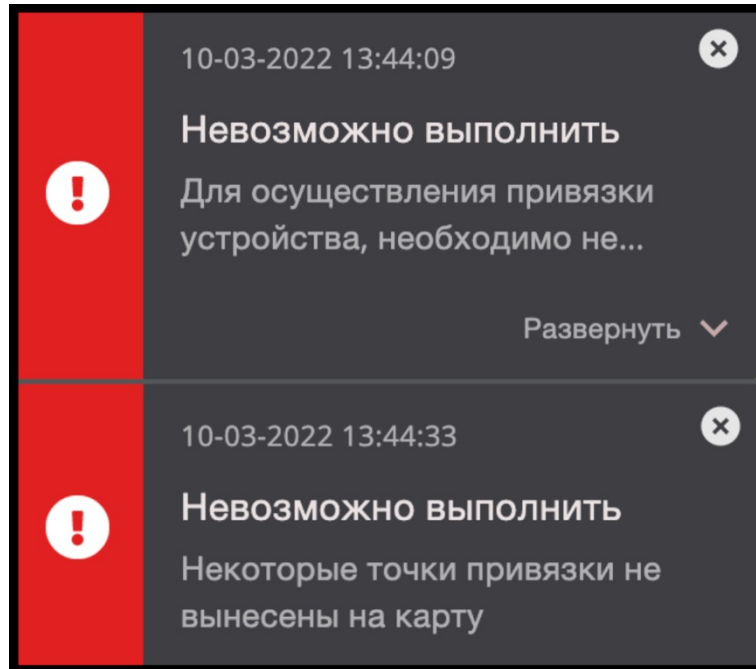 10-03-2022 13:44:09
Невозможно выполнить
Для осуществления привязки
устройства, необходимо не...
Развернуть
10-03-2022 13:44:33
Невозможно выполнить
Некоторые точки привязки не
вынесены на карту